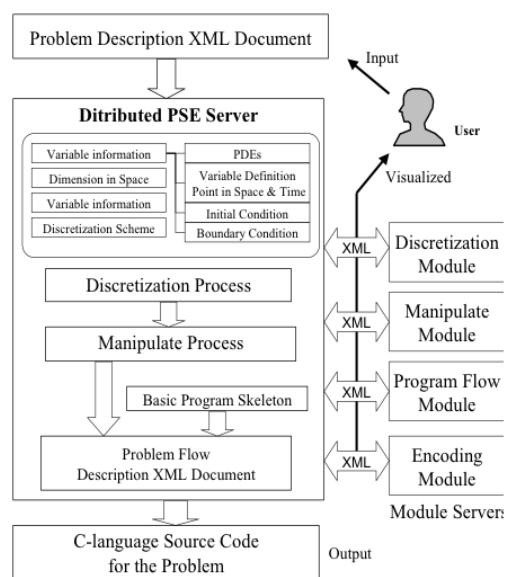 Problem Description XML Document
Input
User
Visualized
Ditributed PSE Server
Variable information
Dimension in Space
Variable information
Discretization Scheme
PDEs
Variable Definition
Point in Space & Time
Initial Condition
Boundary Condition
Discretization Process
Manipulate Process
Basic Program Skeleton
Problem Flow
Description XML Document
XML
Discretization
Module
XML
Manipulate
Module
XML
Program Flow
Module
XML
Encoding
Module
Module Servers
C-language Source Code
for the Problem
Output